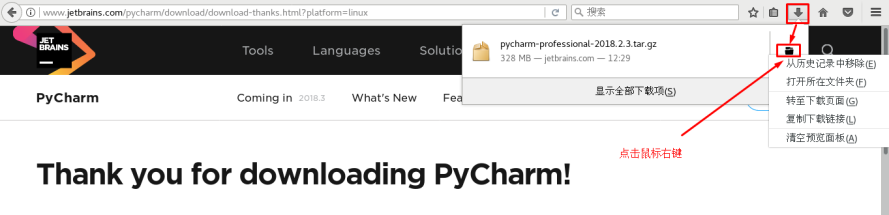 www.jetbrains.com/pycharm/download/download-thanks.html?platform=linux
搜索
JET
BRAINS
Tools
Languages
Solutio
pycharm-professional-2018.2.3.tar.gz
328 MB — jetbrains.com — 12:29
显示全部下载项(S)
从历史记录中移除(E)
打开所在文件夹(F)
转至下载页面(G)
复制下载链接(L)
清空预览面板(A)
PyCharm
Coming in 2018.3
What's New
Fea
点击鼠标右键
Thank you for downloading PyCharm!